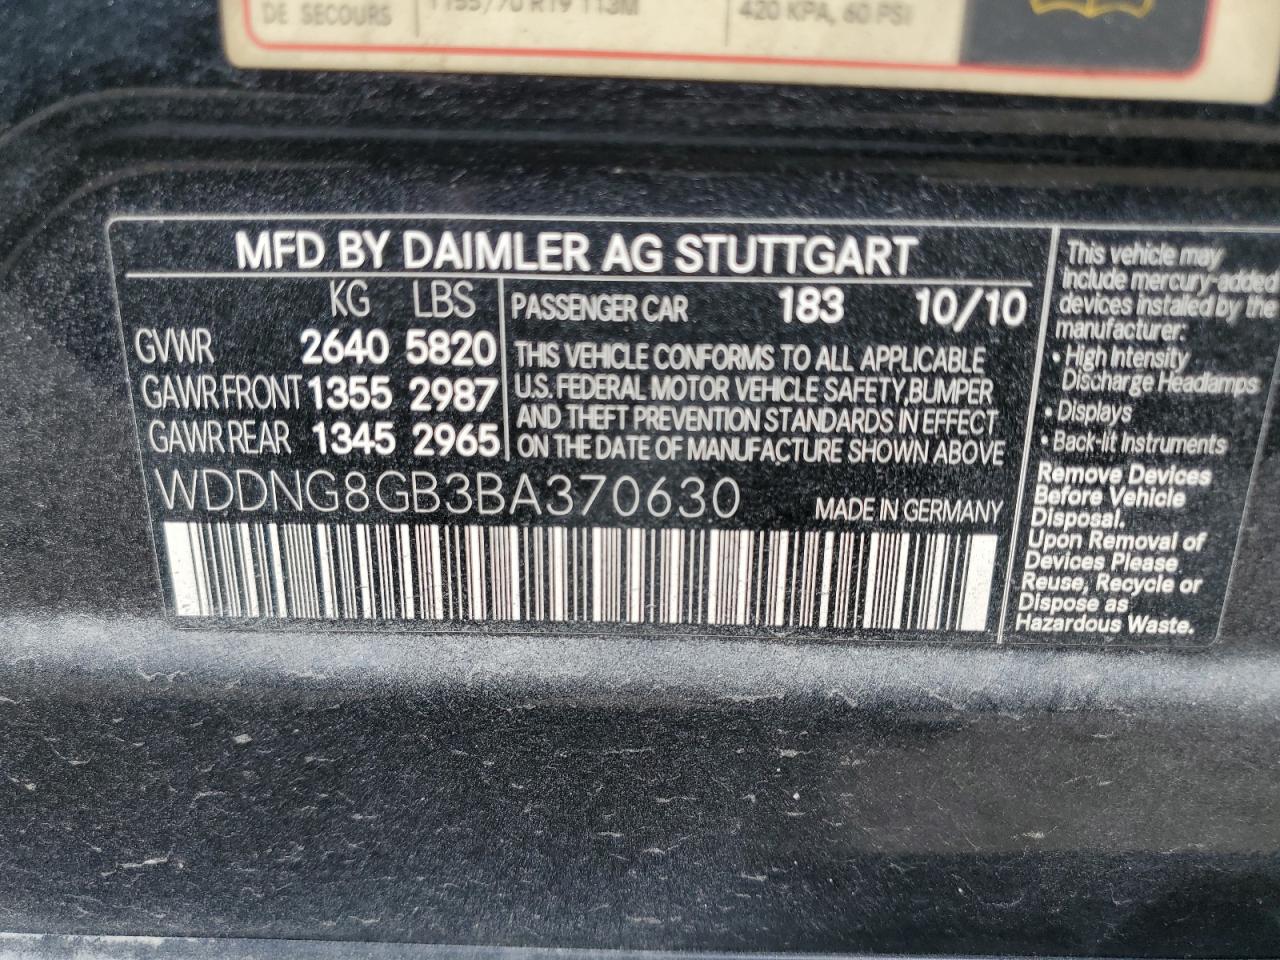 DE SECOURS T155/70 R19 113M 420 KPA, 60 PSI
MFD BY DAIMLER AG STUTTGART
KG LBS
GVWR 2640 5820
GAWR FRONT 1355 2987
GAWR REAR 1345 2965
PASSENGER CAR 183 10/10
THIS VEHICLE CONFORMS TO ALL APPLICABLE
U.S. FEDERAL MOTOR VEHICLE SAFETY,BUMPER
AND THEFT PREVENTION STANDARDS IN EFFECT
ON THE DATE OF MANUFACTURE SHOWN ABOVE
WDDNG8GB3BA370630
MADE IN GERMANY
This vehicle may
include mercury-added
devices installed by the
manufacturer:
• High Intensity
Discharge Headlamps
• Displays
• Back-lit Instruments
Remove Devices
Before Vehicle
Disposal.
Upon Removal of
Devices Please
Reuse, Recycle or
Dispose as
Hazardous Waste.